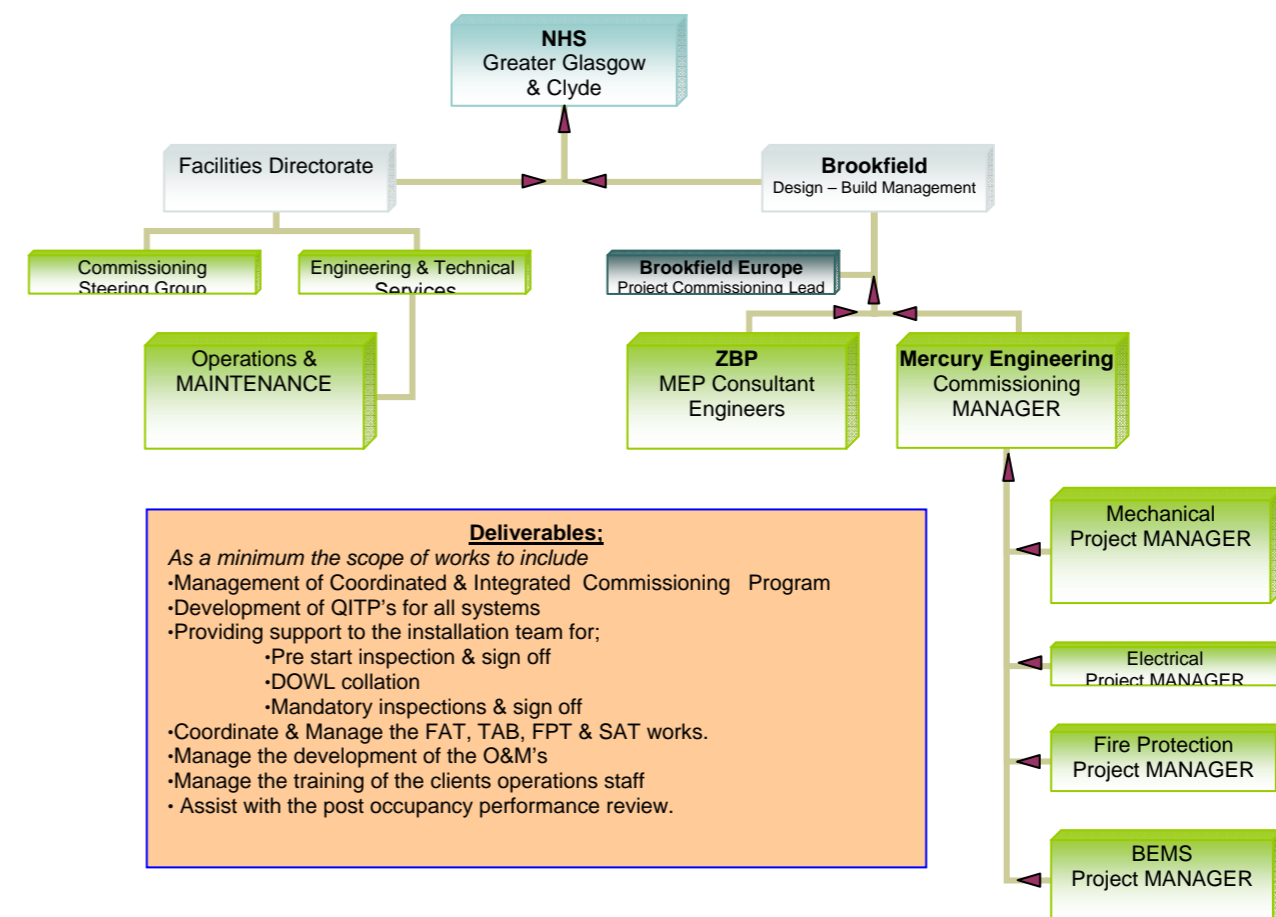 NHS
Greater Glasgow
& Clyde
Facilities Directorate
Brookfield
Design – Build Management
Commissioning
Steering Group
Engineering & Technical
Services
Brookfield Europe
Project Commissioning Lead
Operations &
MAINTENANCE
ZBP
MEP Consultant
Engineers
Mercury Engineering
Commissioning
MANAGER
Mechanical
Project MANAGER
Electrical
Project MANAGER
Fire Protection
Project MANAGER
BEMS
Project MANAGER
Deliverables;
As a minimum the scope of works to include
•Management of Coordinated & Integrated Commissioning Program
•Development of QITP's for all systems
•Providing support to the installation team for;
•Pre start inspection & sign off
•DOWL collation
•Mandatory inspections & sign off
•Coordinate & Manage the FAT, TAB, FPT & SAT works.
•Manage the development of the O&M's
•Manage the training of the clients operations staff
• Assist with the post occupancy performance review.